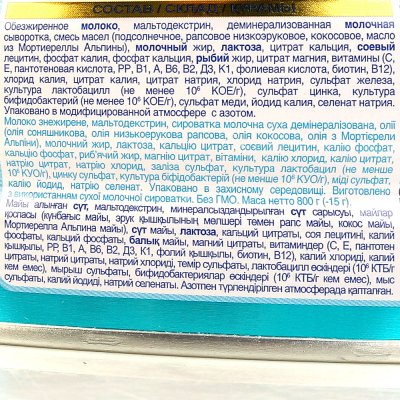 СОСТАВ / СКЛАД / ҚҰРАМЫ
Обезжиренное молоко, мальтодекстрин, деминерализованная молочная
сыворотка, смесь масел (подсолнечное, рапсовое низкоэруковое, кокосовое, масло
из Мортиереллы Альпины), молочный жир, лактоза, цитрат кальция, соевый
лецитин, фосфат калия, фосфат кальция, рыбий жир, цитрат магния, витамины (С,
Е, пантотеновая кислота, РР, В1, А, В6, В2, Д3, К1, фолиевая кислота, биотин, В12),
хлорид калия, цитрат калия, цитрат натрия, хлорид натрия, сульфат железа,
культура лактобацилл (не менее 10⁶ КОЕ/г), сульфат цинка, культура
бифидобактерий (не менее 10⁶ КОЕ/г), сульфат меди, йодид калия, селенат натрия.
Упаковано в модифицированной атмосфере с азотом.
Молоко знежирене, мальтодекстрин, сироватка молочна суха демінералізована, олії
(олія соняшникова, олія низькоерукова рапсова, олія кокосова, олія з Мортієрели
Альпіни), молочний жир, лактоза, кальцію цитрат, соєвий лецитин, калію фосфат,
кальцію фосфат, риб'ячий жир, магнію цитрат, вітаміни, калію хлорид, калію цитрат,
натрію цитрат, натрію хлорид, заліза сульфат, культура лактобацил (не менше
10⁶ КУО/г), цинку сульфат, культура біфідобактерій (не менше 10⁶ КУО/г), міді сульфат,
калію йодид, натрію селенат. Упаковано в захисному середовищі. Виготовлено
з використанням сухої молочної сироватки. Без ГМО. Маса нетто 800 г (-15 г).
Майы алынған сүт, мальтодекстрин, минералсыздандырылған сүт сарысуы, майлар
қоспасы (күнбағыс майы, эрук қышқылының мөлшері төмен рапс майы, кокос майы,
Мортиерелла Альпина майы), сүт майы, лактоза, кальций цитраты, соя лецитині, калий
фосфаты, кальций фосфаты, балық майы, магний цитраты, витаминдер (С, Е, пантотен
қышқылы, РР, В1, А, В6, В2, Д3, К1, фолий қышқылы, биотин, В12), калий хлориді, калий
цитраты, натрий цитраты, натрий хлориді, темір сульфаты, лактобацилл өскіндері (10⁶ КТБ/г
кем емес), мырыш сульфаты, бифидобактериялар өскіндері (10⁶ КТБ/г кем емес), мыс
сульфаты, калий йодиді, натрий селенаты. Азотпен түрлендірілген атмосферада қапталған.